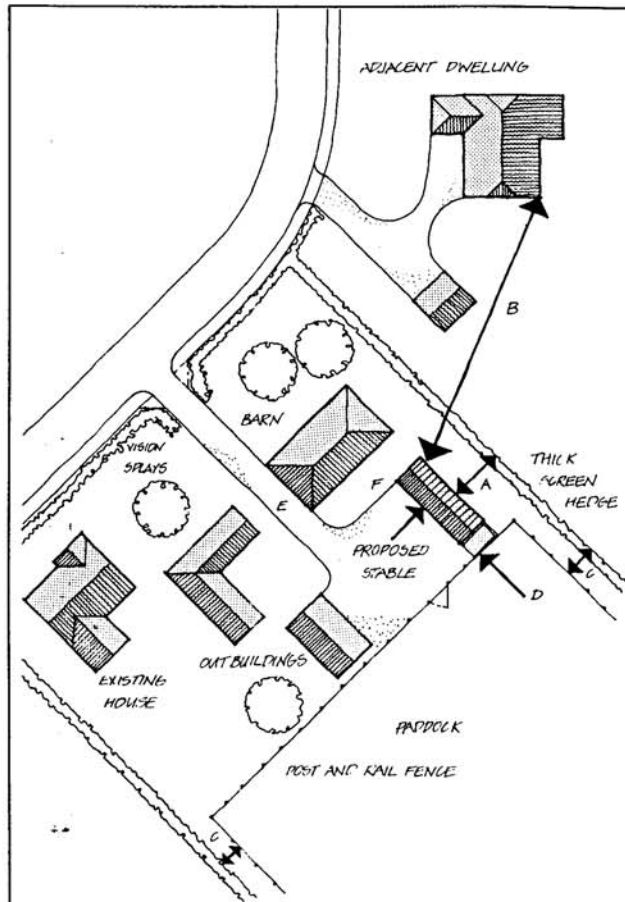 ADJACENT DWELLING
B
BARN
VISION
SPLAYS
THICK
SCREEN
HEDGE
A
F
E
PROPOSED
STABLE
C
D
EXISTING
HOUSE
OUTBUILDINGS
PADDOCK
POST AND RAIL FENCE
C